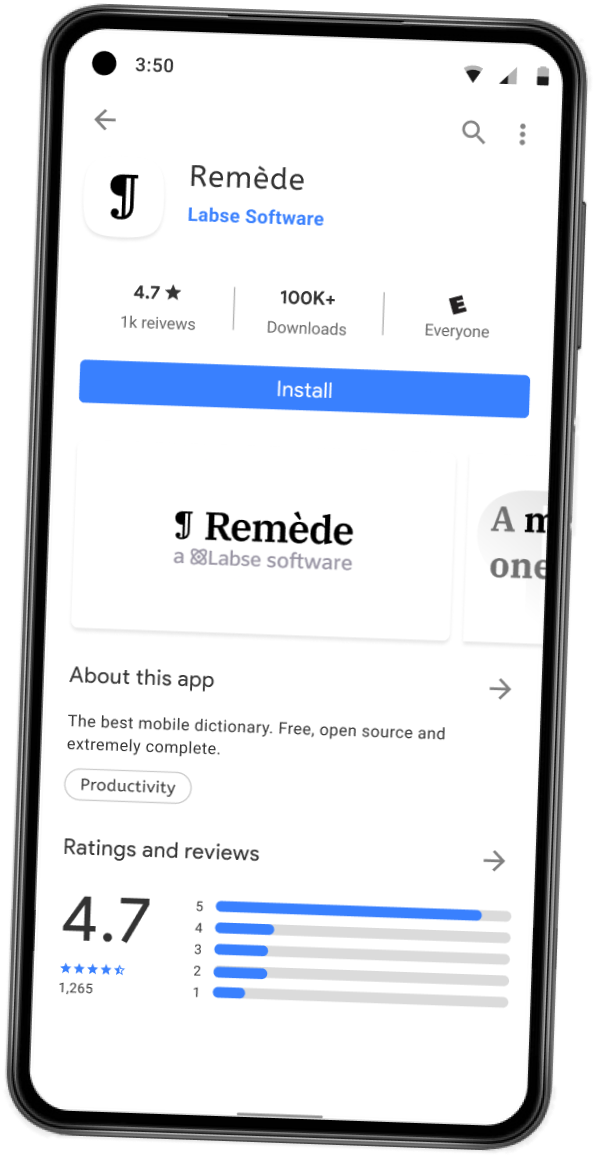 3:50
¶
Remède
Labse Software
4.7 ★
1k reivews
100K+
Downloads
E
Everyone
Install
¶ Remède
a Labse software
A m
one
About this app
The best mobile dictionary. Free, open source and
extremely complete.
Productivity
Ratings and reviews
4.7
1,265
5
4
3
2
1